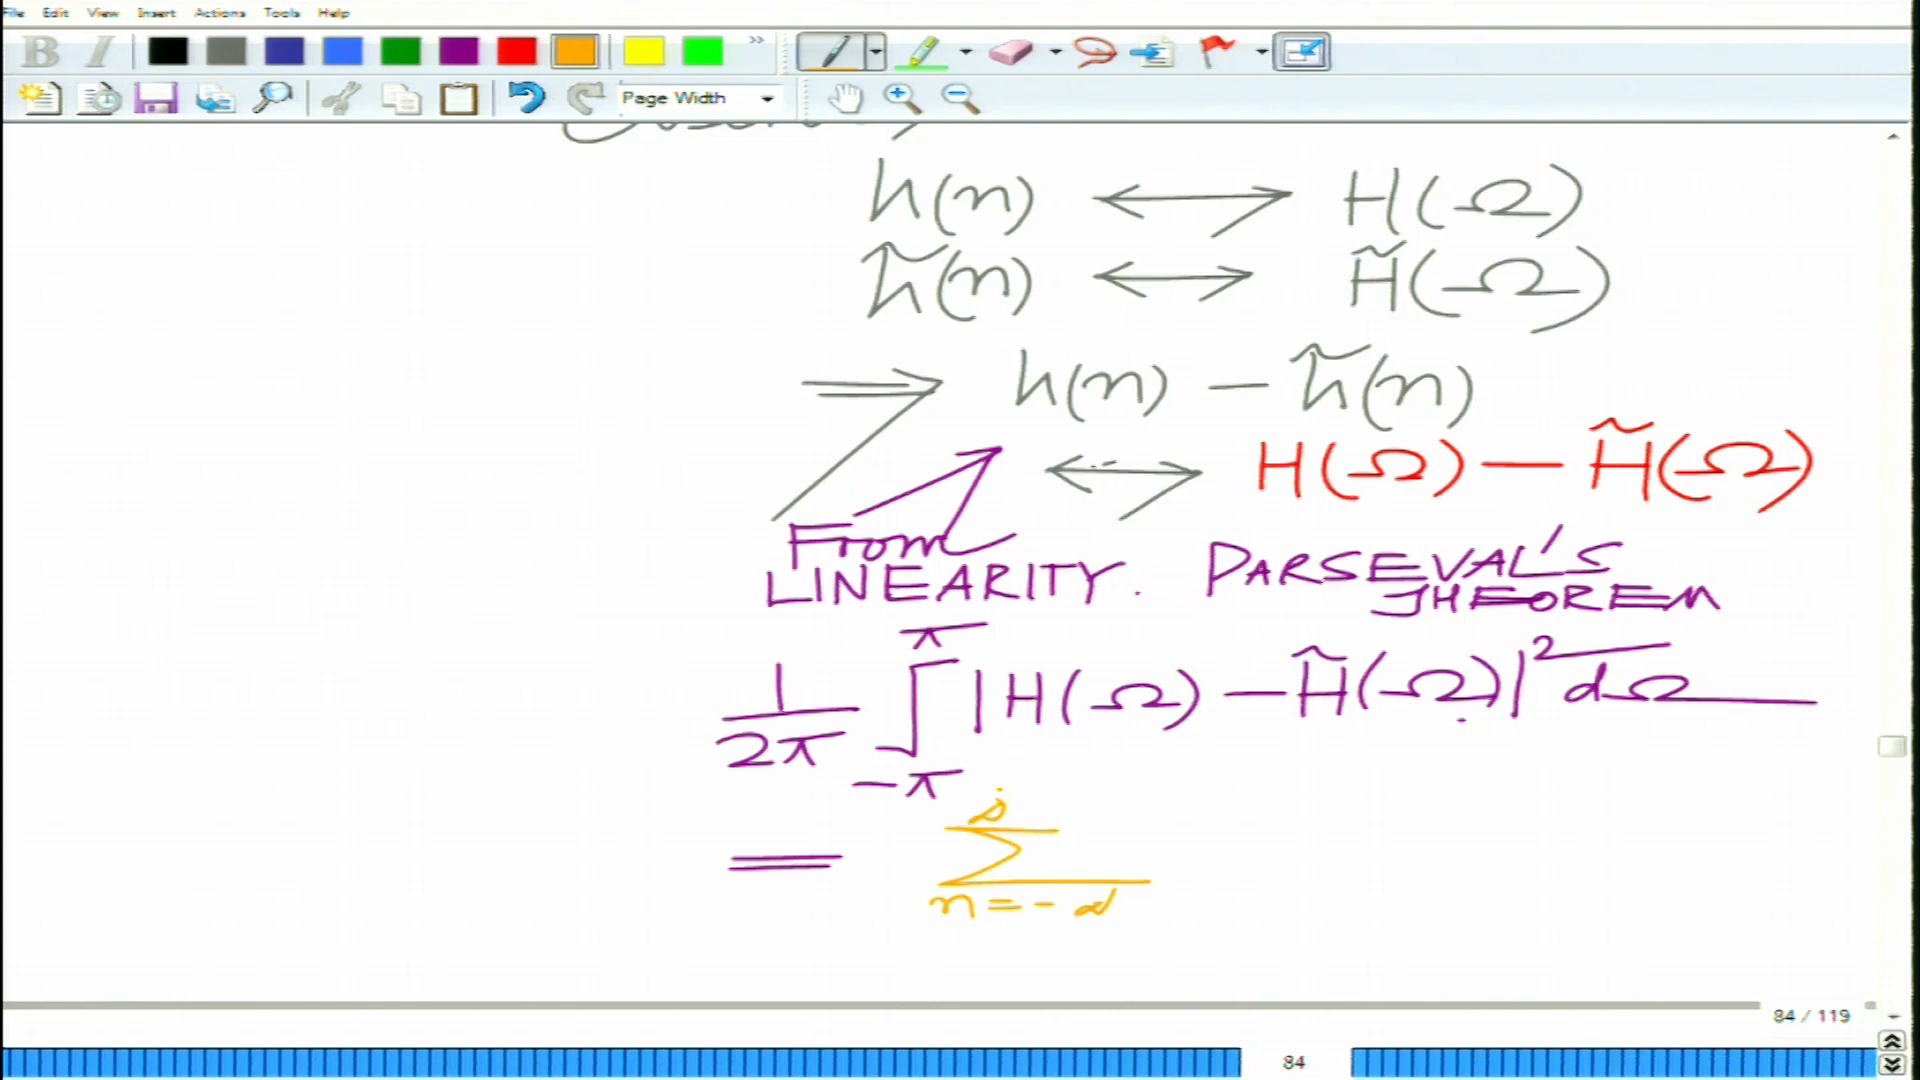 File Edit View Insert Actions Tools Help
B I
Page Width
h(n) ⟷ H(Ω)
h̃(n) ⟷ H̃(Ω)
⇒ h(n) − h̃(n)
⟷ H(Ω) − H̃(Ω)
From
LINEARITY. PARSEVAL'S
THEOREM
π
1/2π ∫ |H(Ω) − H̃(Ω)|² dΩ
−π
= Σ
n = −
84 / 119
84